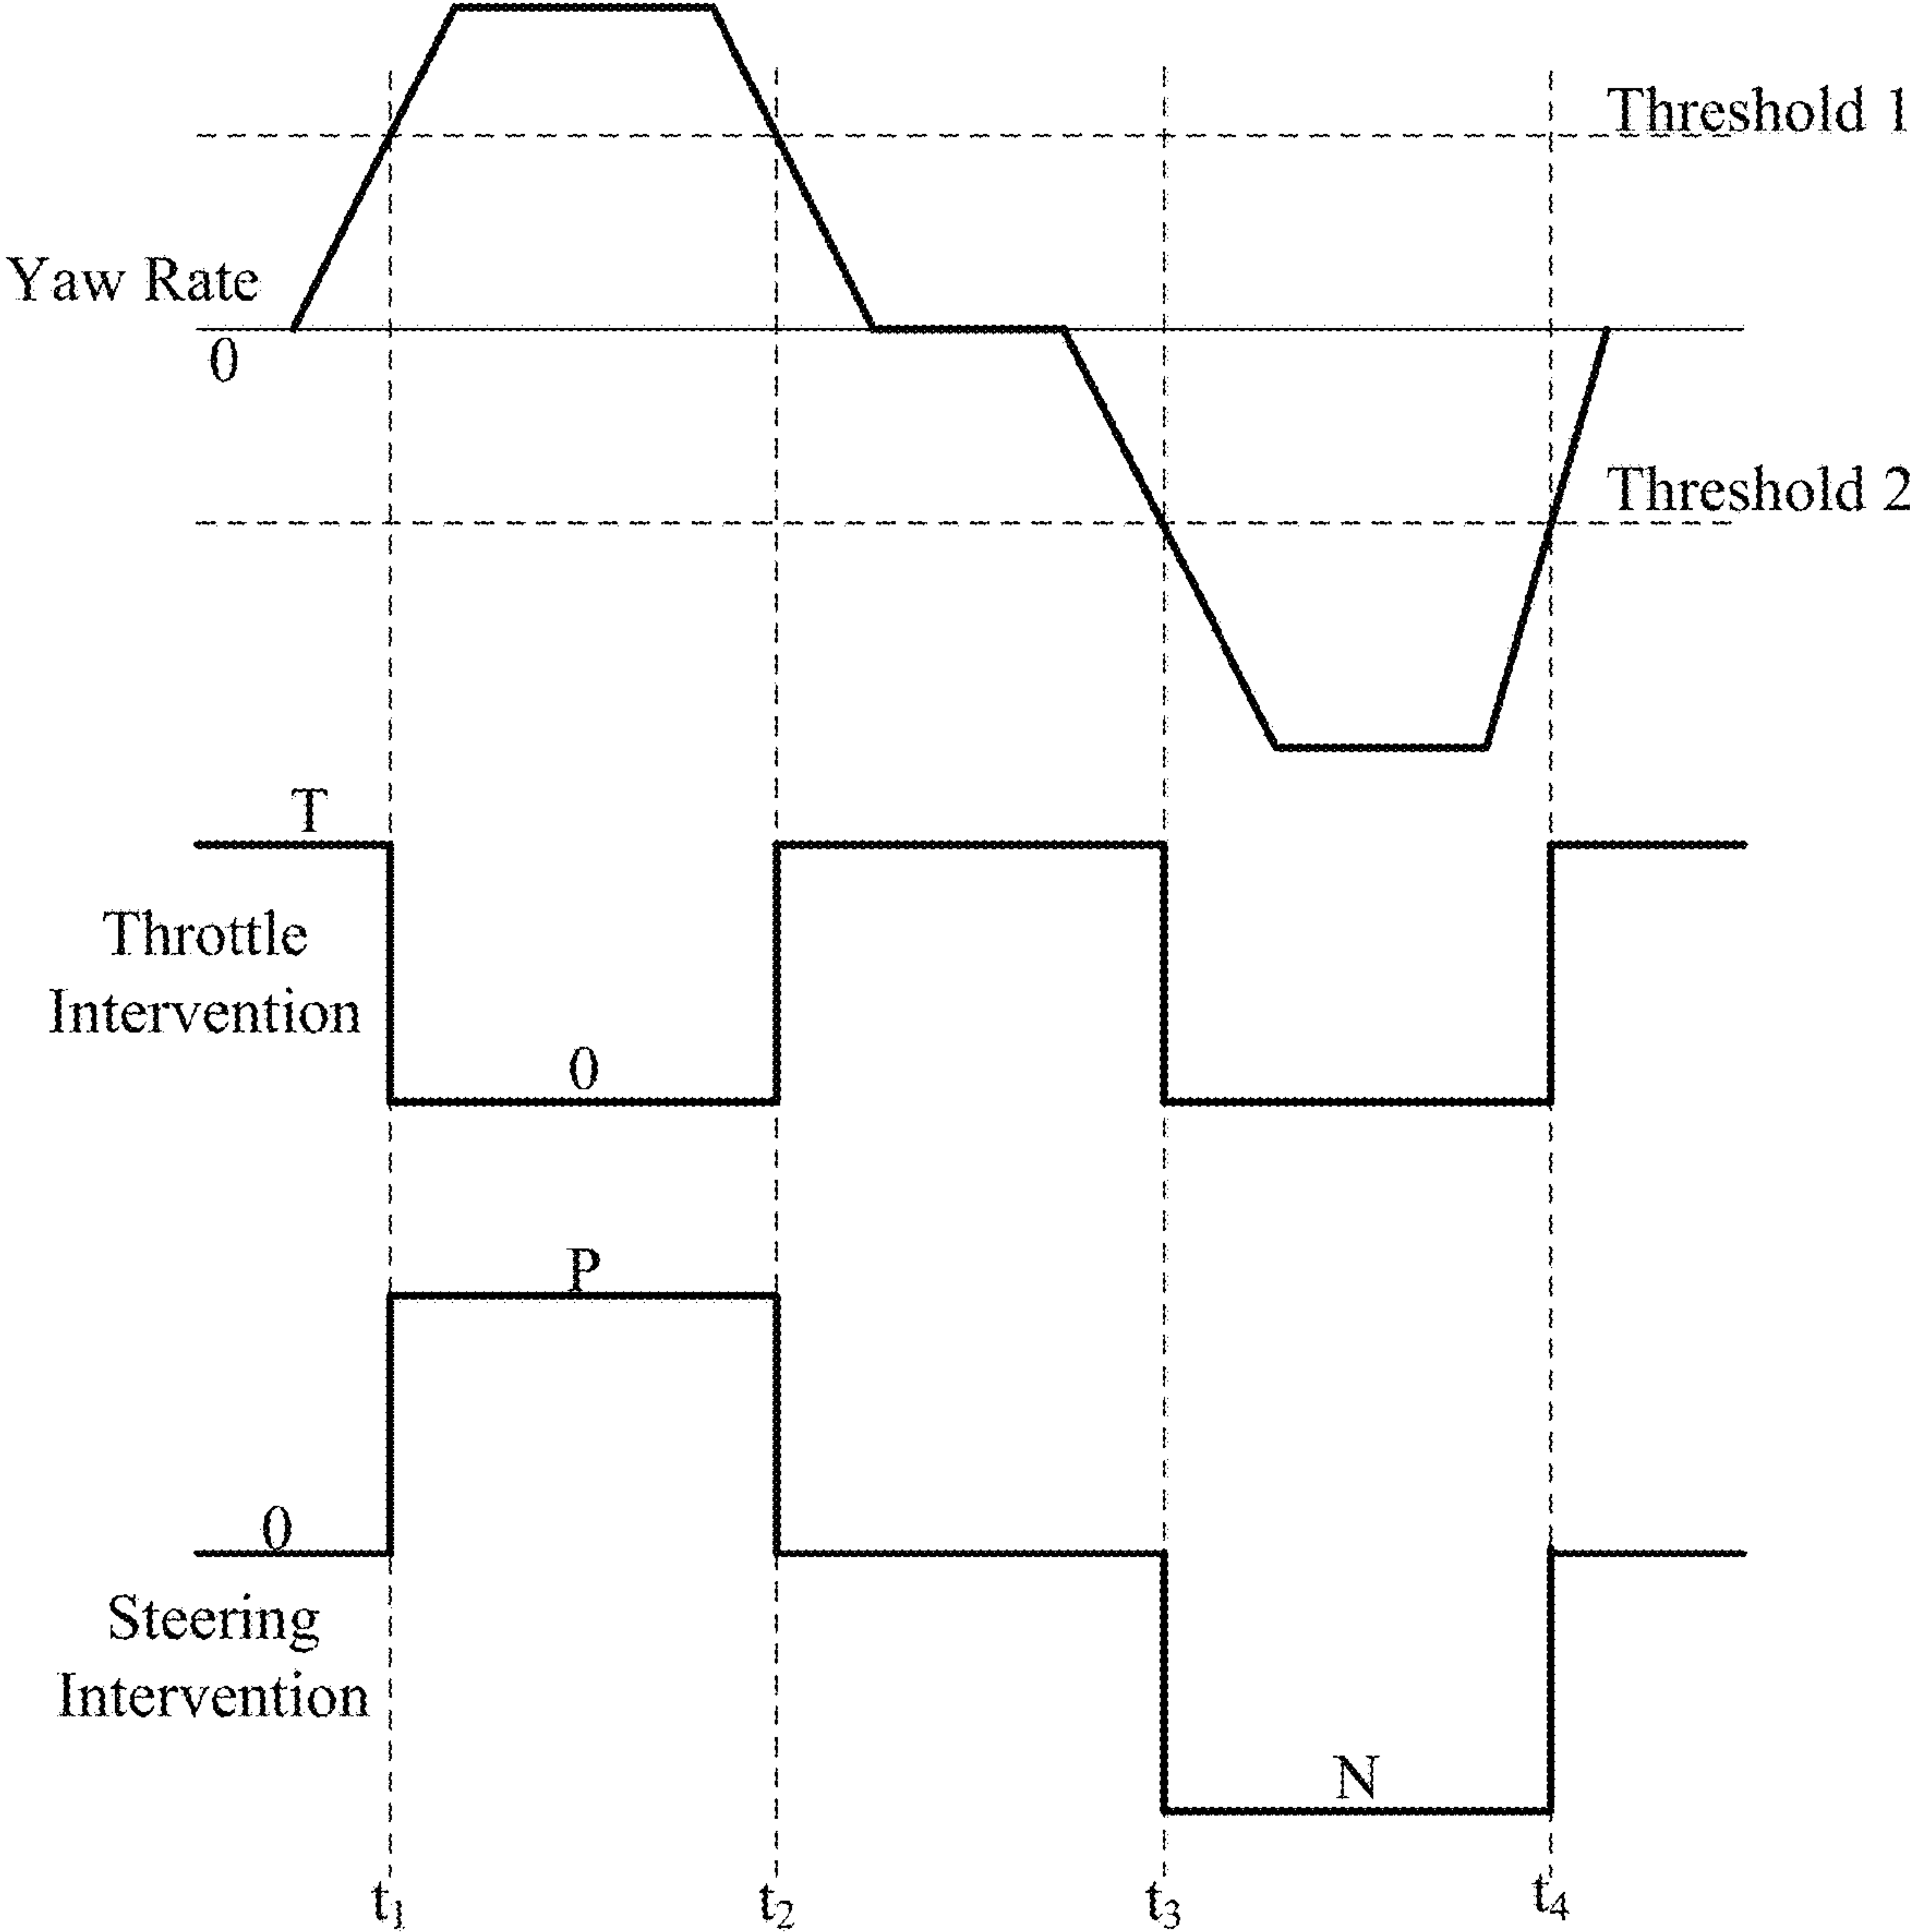 Threshold 1
Yaw Rate
0
Threshold 2
T
Throttle
Intervention
0
P
0
Steering
Intervention
N
t₁ t₂ t₃ t₄